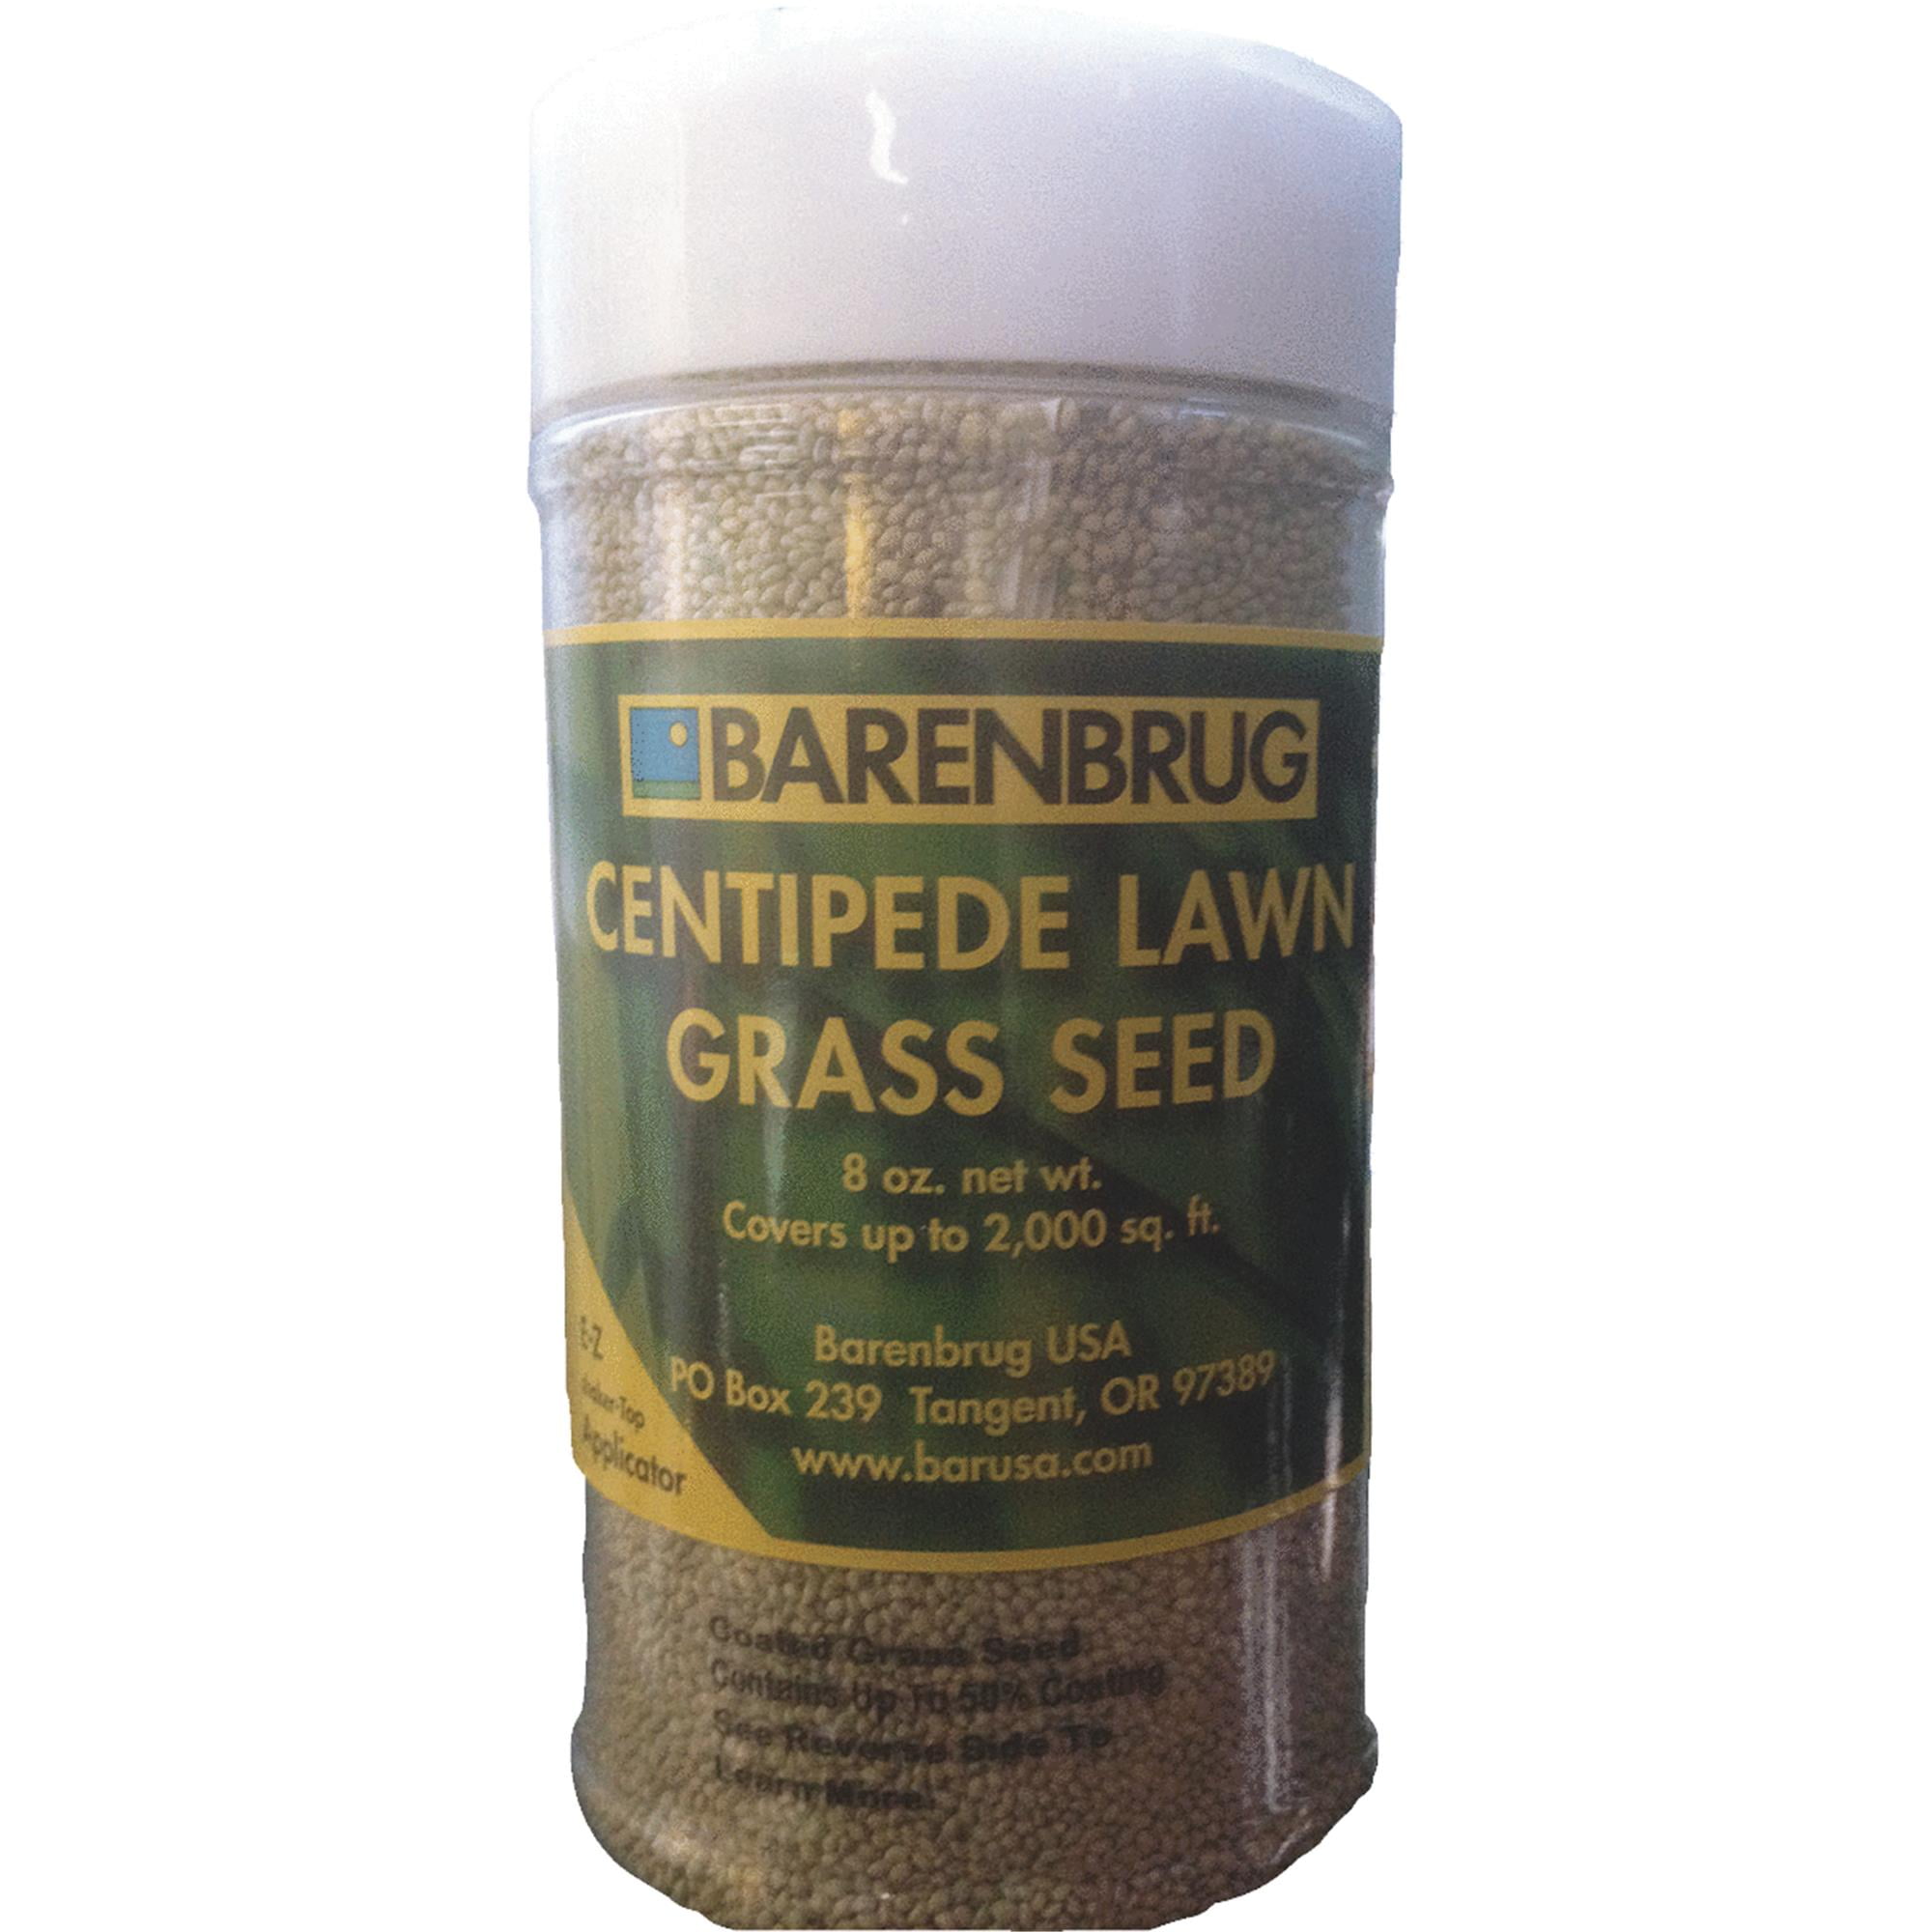 BARENBRUG
CENTIPEDE LAWN
GRASS SEED
8 oz. net wt.
Covers up to 2,000 sq. ft.
Barenbrug USA
PO Box 239 Tangent, OR 97389
www.barusa.com
E-Z
Top
Applicator
Coated Grass Seed
Contains Up To 50% Coating
See Reverse Side To
Learn More.